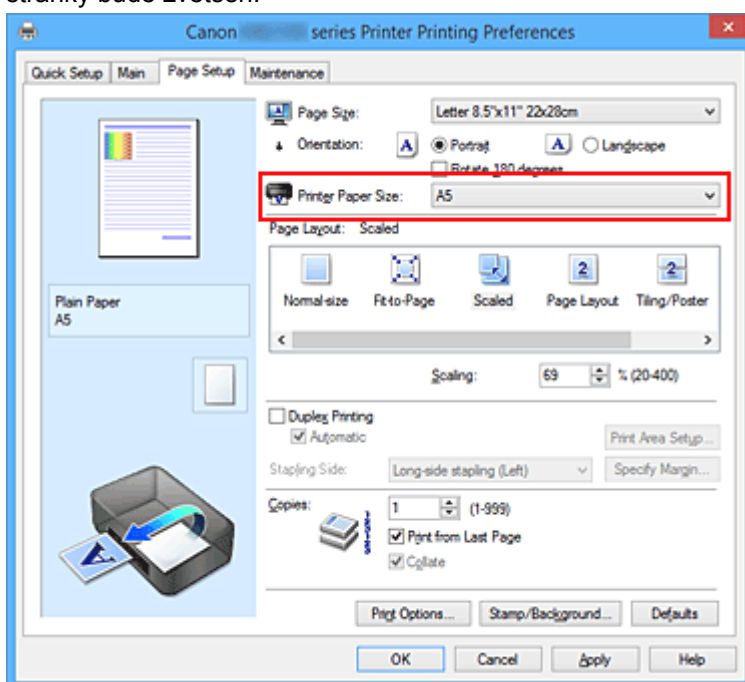 stránky bude zvětšen.
Canon series Printer Printing Preferences
Quick Setup Main Page Setup Maintenance
Page Size: Letter 8.5"x11" 22x28cm
Orientation: A Portrait A Landscape
Rotate 180 degrees
Printer Paper Size: A5
Page Layout: Scaled
2 2
Normal-size Fit-to-Page Scaled Page Layout Tiling/Poster
Plain Paper
A5
Scaling: 69 % (20-400)
Duplex Printing
Automatic
Print Area Setup...
Stapling Side: Long-side stapling (Left) Specify Margin...
Copies: 1 (1-999)
Print from Last Page
Collate
A
Print Options... Stamp/Background... Defaults
OK Cancel Apply Help